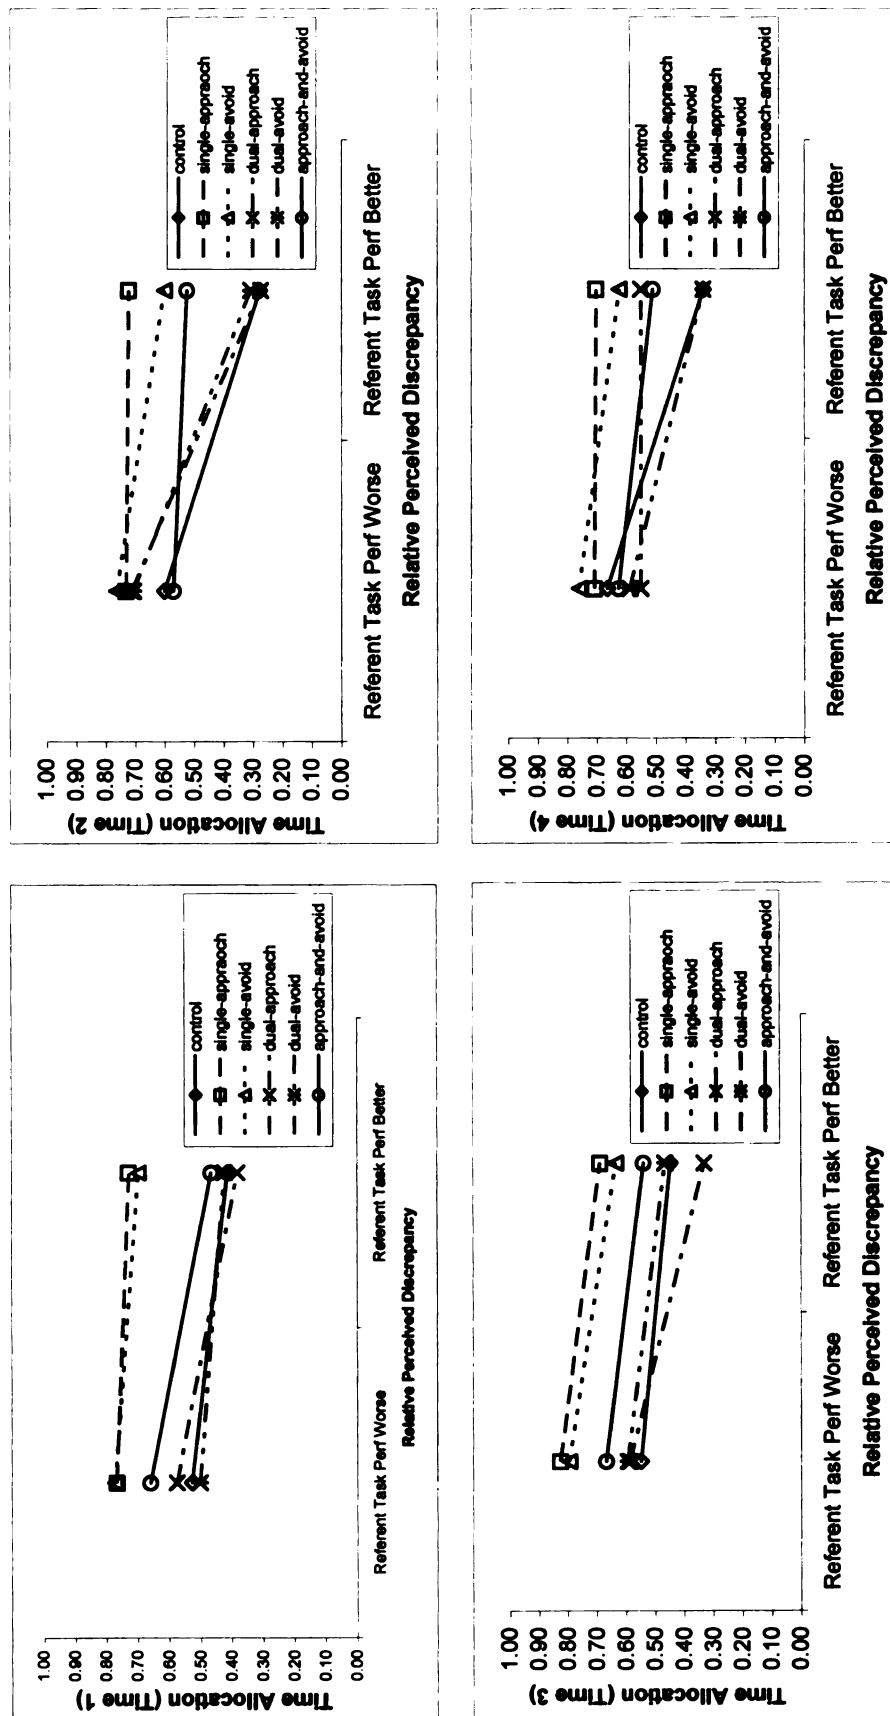 1.00
0.90
0.80
0.70
0.60
0.50
0.40
0.30
0.20
0.10
0.00
Time Allocation (Time 1)
Referent Task Perf Worse
Referent Task Perf Better
Relative Perceived Discrepancy
control
single-appraoch
single-avoid
dual-approach
dual-avoid
approach-and-avoid
1.00
0.90
0.80
0.70
0.60
0.50
0.40
0.30
0.20
0.10
0.00
Time Allocation (Time 2)
Referent Task Perf Worse
Referent Task Perf Better
Relative Perceived Discrepancy
control
single-appraoch
single-avoid
dual-approach
dual-avoid
approach-and-avoid
1.00
0.90
0.80
0.70
0.60
0.50
0.40
0.30
0.20
0.10
0.00
Time Allocation (Time 3)
Referent Task Perf Worse
Referent Task Perf Better
Relative Perceived Discrepancy
control
single-appraoch
single-avoid
dual-approach
dual-avoid
approach-and-avoid
1.00
0.90
0.80
0.70
0.60
0.50
0.40
0.30
0.20
0.10
0.00
Time Allocation (Time 4)
Referent Task Perf Worse
Referent Task Perf Better
Relative Perceived Discrepancy
control
single-appraoch
single-avoid
dual-approach
dual-avoid
approach-and-avoid